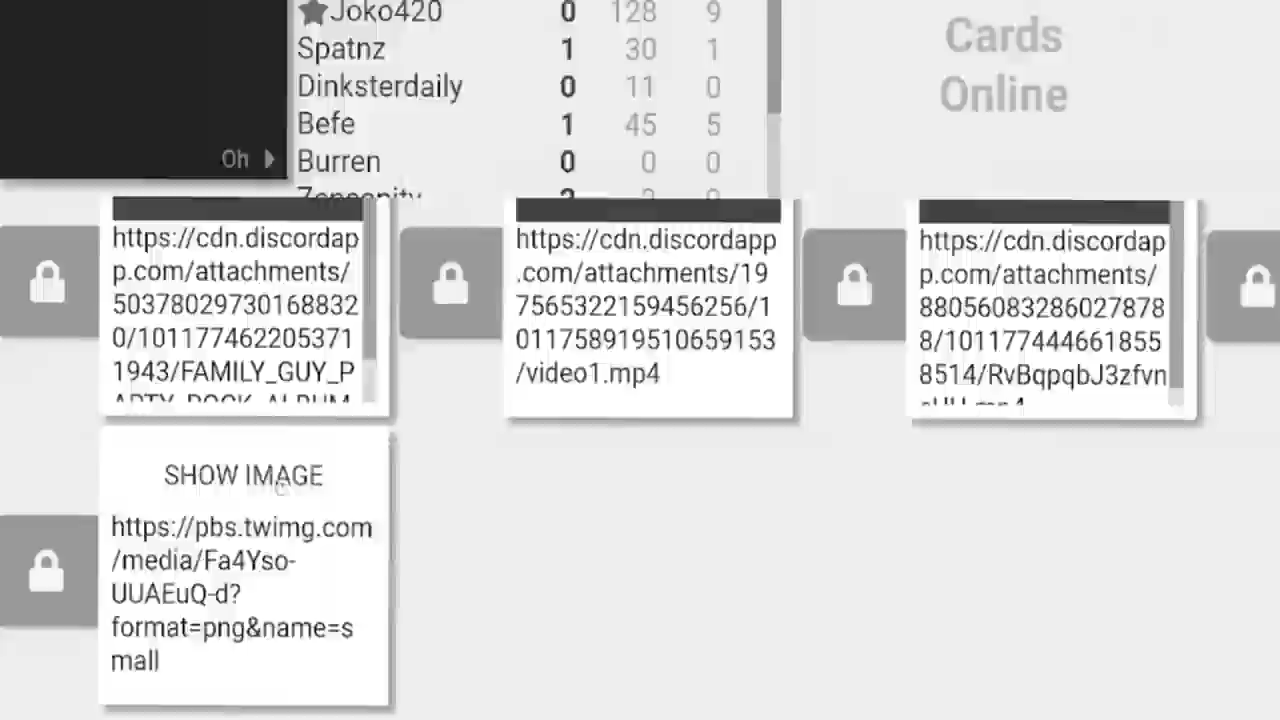 ★Joko420 0 128 9
Spatnz 1 30 1
Dinksterdaily 0 11 0
Befe 1 45 5
Burren 0 0 0
Cards
Online
Oh
https://cdn.discordap
p.com/attachments/
50378029730168832
0/101177462205371
1943/FAMILY_GUY_P
https://cdn.discordapp
.com/attachments/19
7565322159456256/1
011758919510659153
/video1.mp4
https://cdn.discordap
p.com/attachments/
88056083286027878
8/101177444661855
8514/RvBqpqbJ3zfvn
SHOW IMAGE
https://pbs.twimg.com
/media/Fa4Yso-
UUAEuQ-d?
format=png&name=s
mall